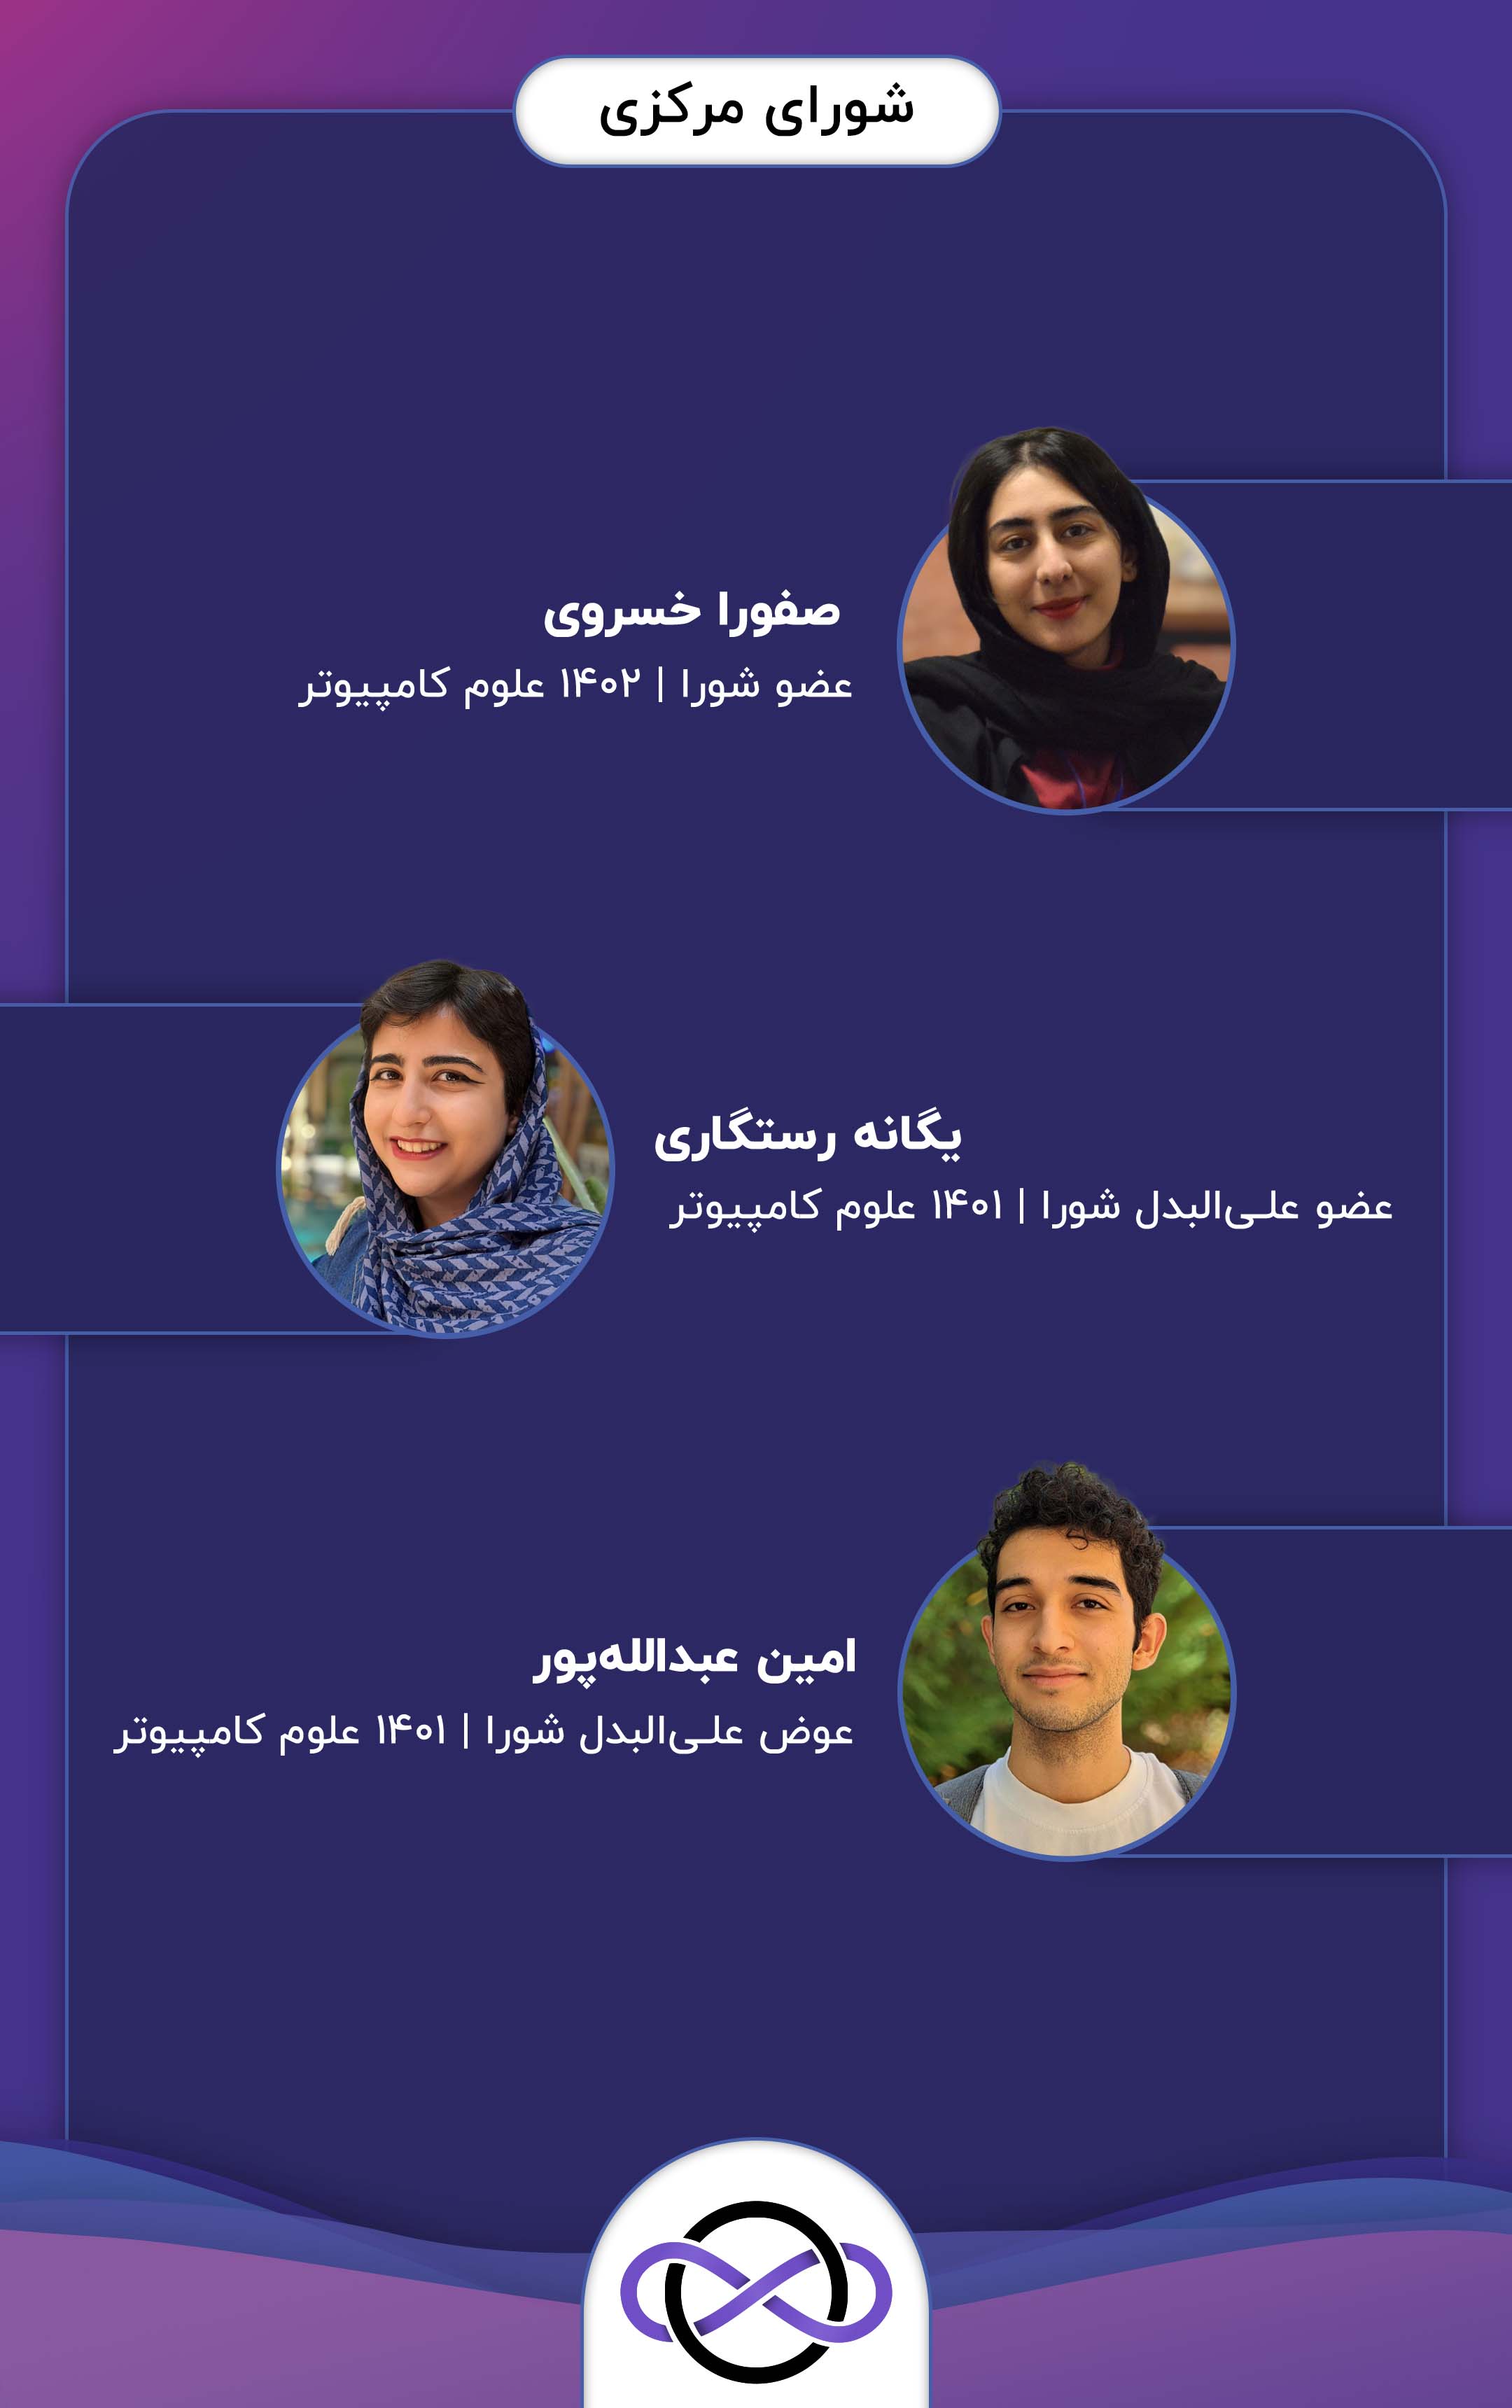 شورای مرکزی
صفورا خسروی
عضو شورا | ۱۴۰۲ علوم کامپیوتر
یگانه رستگاری
عضو علی‌البدل شورا | ۱۴۰۱ علوم کامپیوتر
امین عبدالله‌پور
عوض علی‌البدل شورا | ۱۴۰۱ علوم کامپیوتر